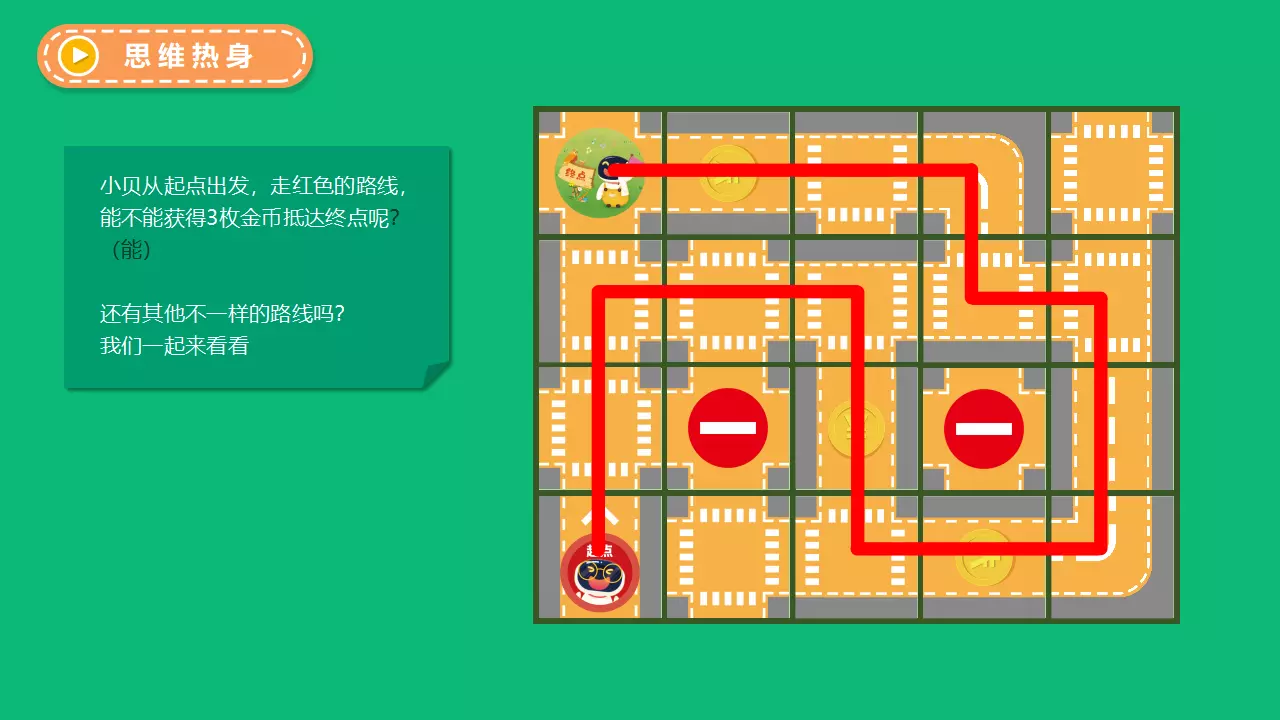 思维热身
小贝从起点出发，走红色的路线，
能不能获得3枚金币抵达终点呢？
（能）
还有其他不一样的路线吗？
我们一起来看看
终点
起点